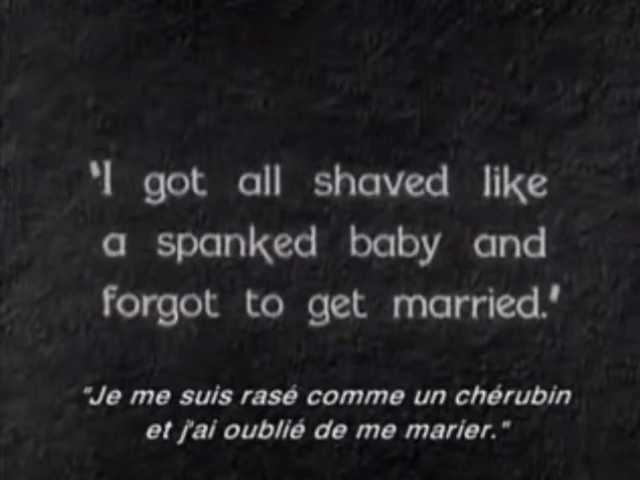 'I got all shaved like
a spanked baby and
forgot to get married.'
"Je me suis rasé comme un chérubin
et j'ai oublié de me marier."